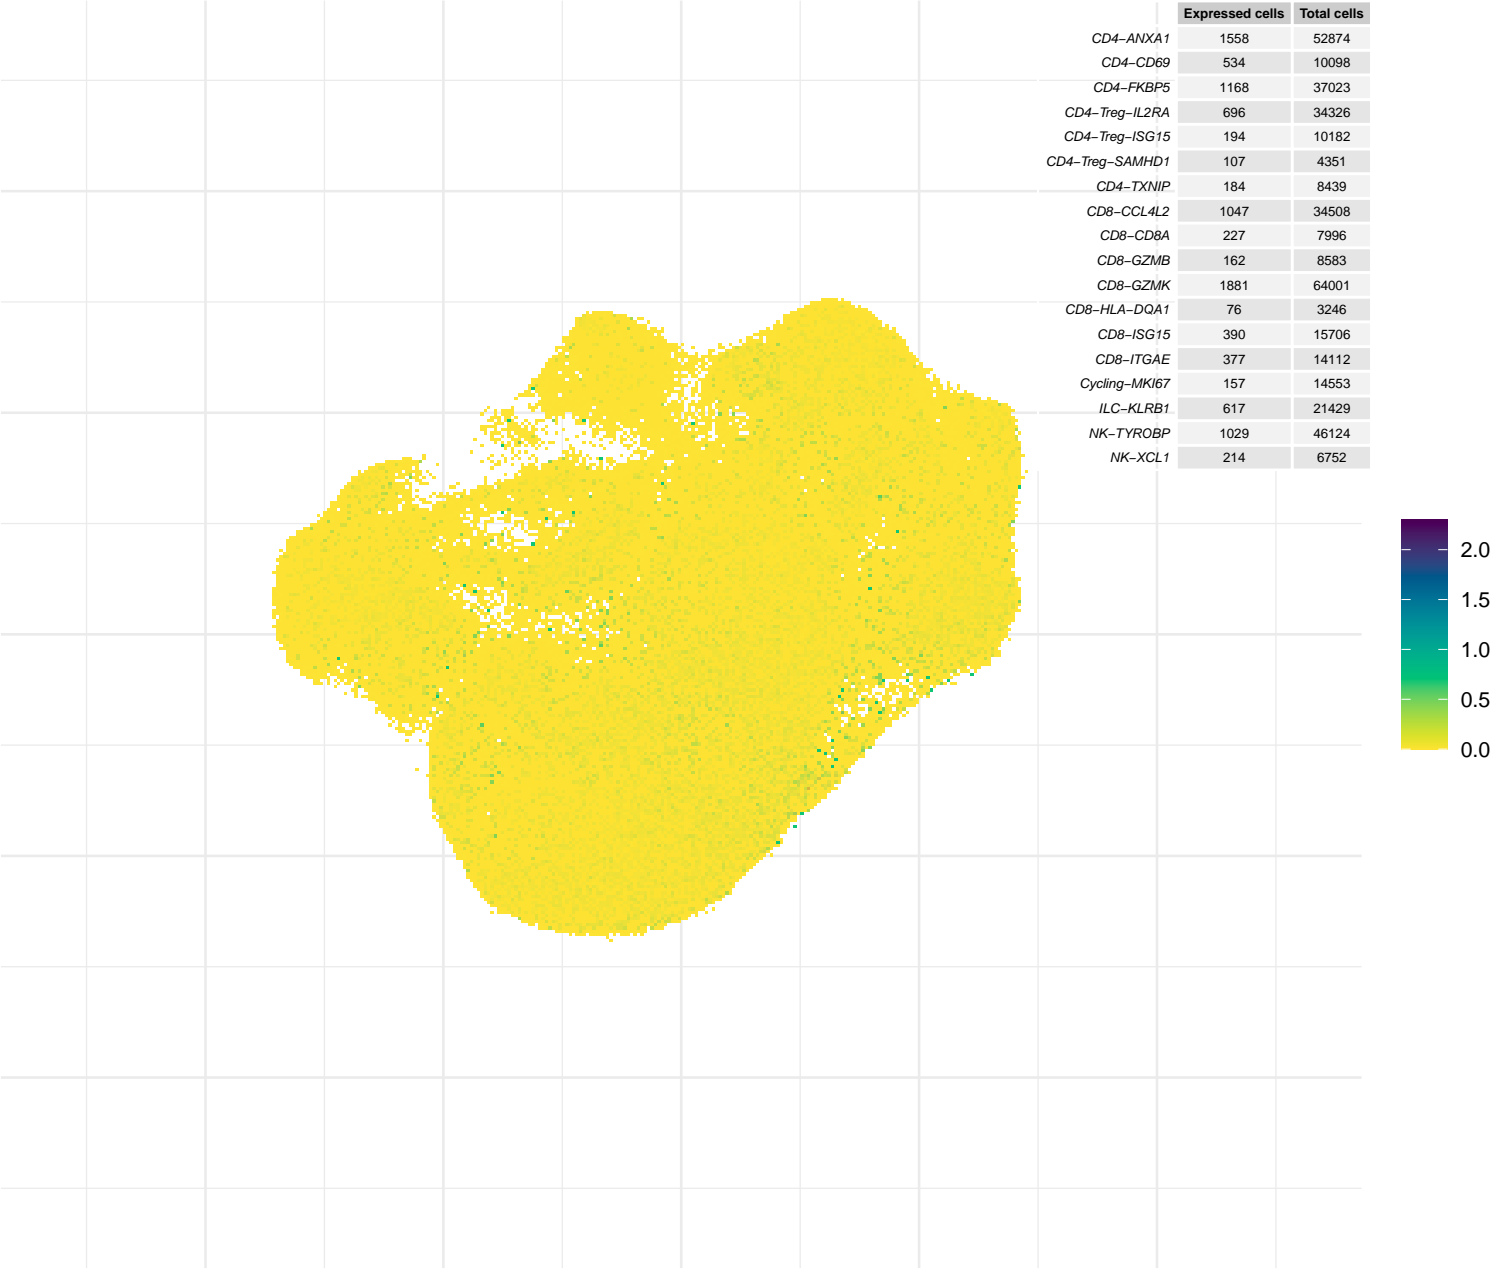 Expressed cells Total cells
CD4−ANXA1 1558 52874
CD4−CD69 534 10098
CD4−FKBP5 1168 37023
CD4−Treg−IL2RA 696 34326
CD4−Treg−ISG15 194 10182
CD4−Treg−SAMHD1 107 4351
CD4−TXNIP 184 8439
CD8−CCL4L2 1047 34508
CD8−CD8A 227 7996
CD8−GZMB 162 8583
CD8−GZMK 1881 64001
CD8−HLA−DQA1 76 3246
CD8−ISG15 390 15706
CD8−ITGAE 377 14112
Cycling−MKI67 157 14553
ILC−KLRB1 617 21429
NK−TYROBP 1029 46124
NK−XCL1 214 6752
2.0
1.5
1.0
0.5
0.0